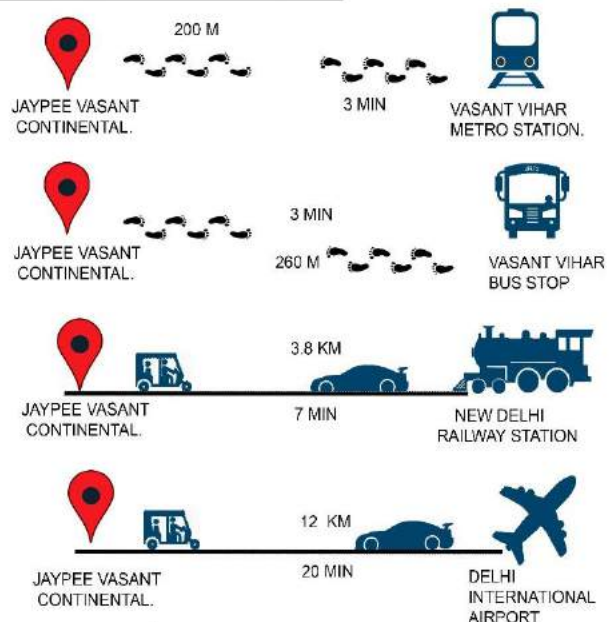 200 M
JAYPEE VASANT
CONTINENTAL.
3 MIN
VASANT VIHAR
METRO STATION.
3 MIN
JAYPEE VASANT
CONTINENTAL.
260 M
VASANT VIHAR
BUS STOP
3.8 KM
JAYPEE VASANT
CONTINENTAL.
7 MIN
NEW DELHI
RAILWAY STATION
12 KM
20 MIN
JAYPEE VASANT
CONTINENTAL.
DELHI
INTERNATIONAL
AIRPORT